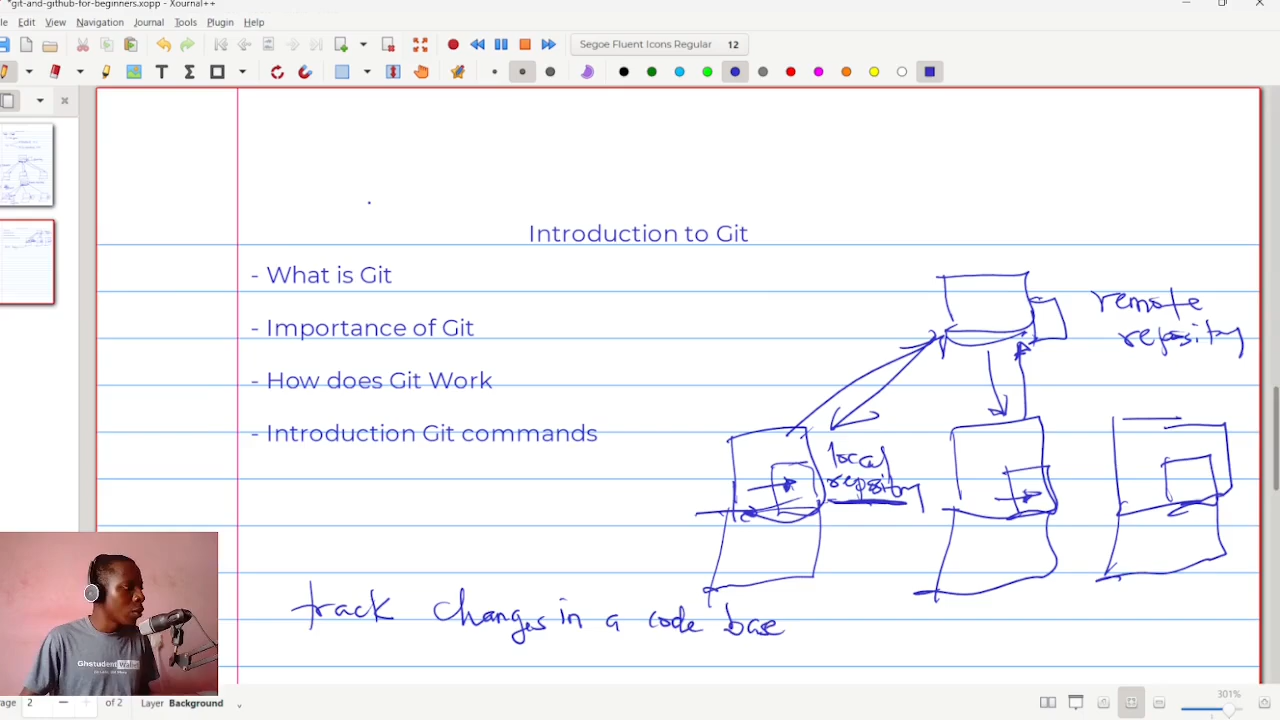 *git-and-github-for-beginners.xopp - Xournal++
Edit View Navigation Journal Tools Plugin Help
Segoe Fluent Icons Regular 12
Introduction to Git
- What is Git
- Importance of Git
- How does Git Work
- Introduction Git commands
remote
repository
local
repository
track changes in a code base
Ghstudent Wallet
2 of 2 Layer Background
301%